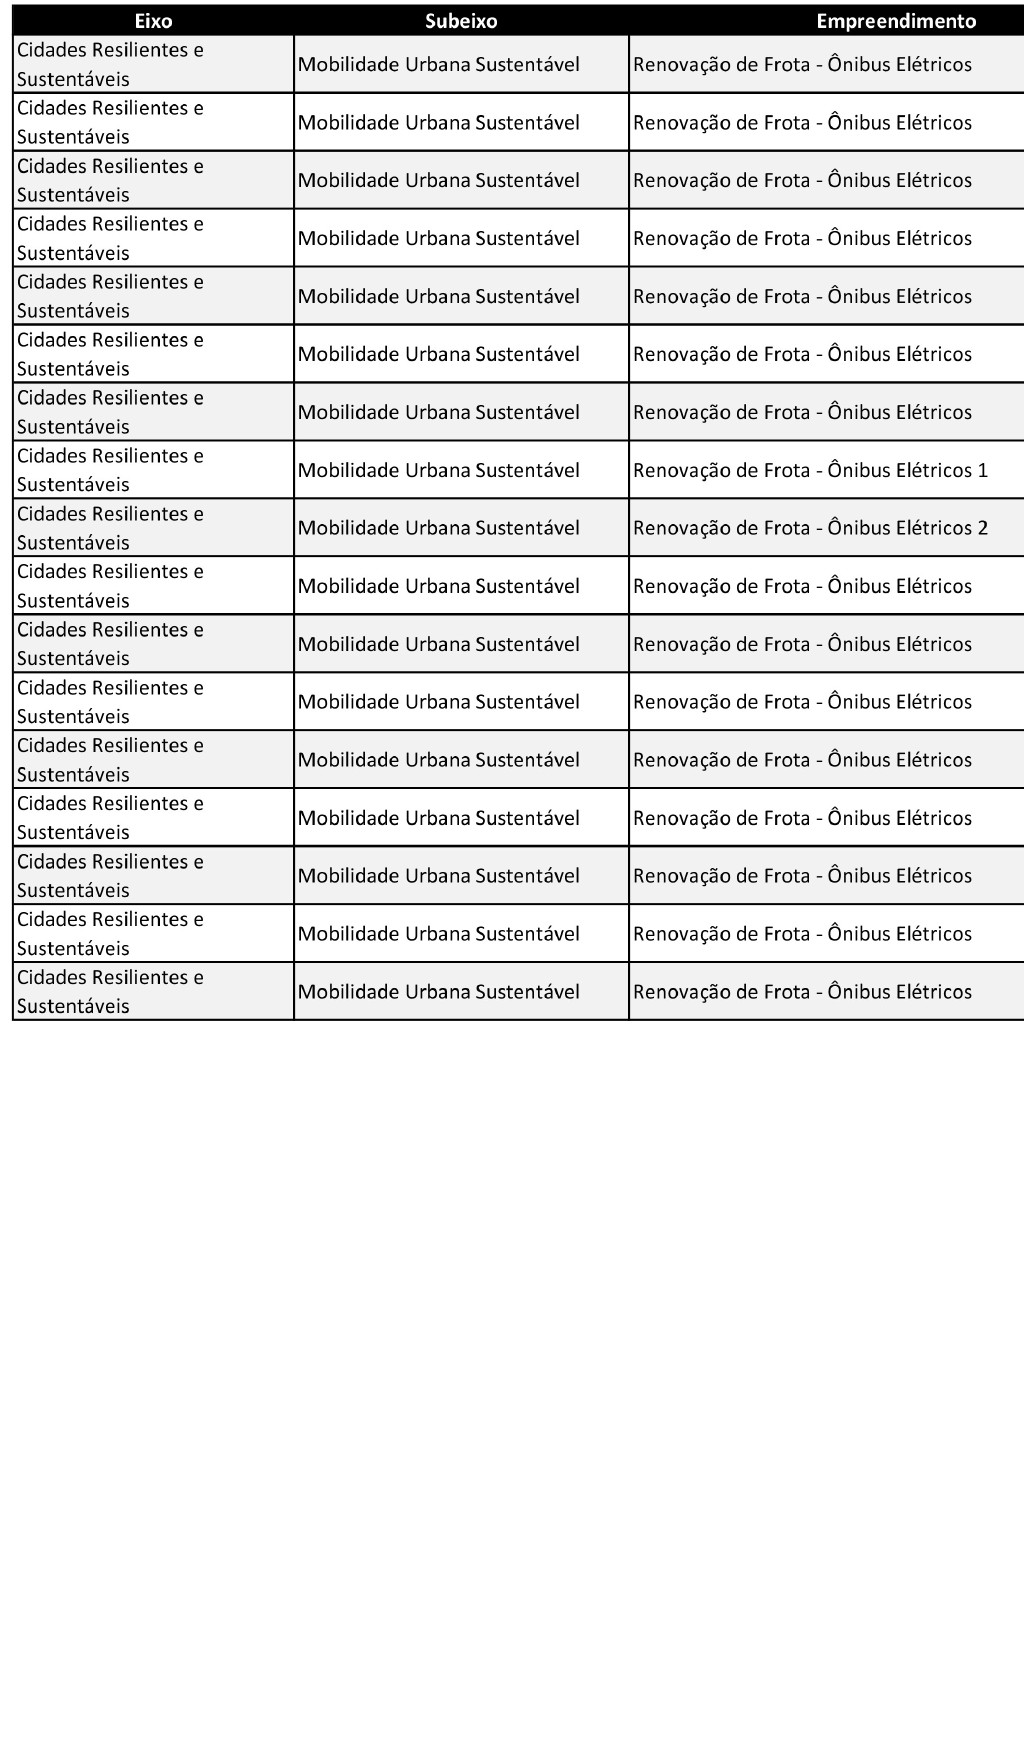 Eixo Subeixo Empreendimento
Cidades Resilientes e
Sustentáveis
Mobilidade Urbana Sustentável
Renovação de Frota - Ônibus Elétricos
Cidades Resilientes e
Sustentáveis
Mobilidade Urbana Sustentável
Renovação de Frota - Ônibus Elétricos
Cidades Resilientes e
Sustentáveis
Mobilidade Urbana Sustentável
Renovação de Frota - Ônibus Elétricos
Cidades Resilientes e
Sustentáveis
Mobilidade Urbana Sustentável
Renovação de Frota - Ônibus Elétricos
Cidades Resilientes e
Sustentáveis
Mobilidade Urbana Sustentável
Renovação de Frota - Ônibus Elétricos
Cidades Resilientes e
Sustentáveis
Mobilidade Urbana Sustentável
Renovação de Frota - Ônibus Elétricos
Cidades Resilientes e
Sustentáveis
Mobilidade Urbana Sustentável
Renovação de Frota - Ônibus Elétricos
Cidades Resilientes e
Sustentáveis
Mobilidade Urbana Sustentável
Renovação de Frota - Ônibus Elétricos 1
Cidades Resilientes e
Sustentáveis
Mobilidade Urbana Sustentável
Renovação de Frota - Ônibus Elétricos 2
Cidades Resilientes e
Sustentáveis
Mobilidade Urbana Sustentável
Renovação de Frota - Ônibus Elétricos
Cidades Resilientes e
Sustentáveis
Mobilidade Urbana Sustentável
Renovação de Frota - Ônibus Elétricos
Cidades Resilientes e
Sustentáveis
Mobilidade Urbana Sustentável
Renovação de Frota - Ônibus Elétricos
Cidades Resilientes e
Sustentáveis
Mobilidade Urbana Sustentável
Renovação de Frota - Ônibus Elétricos
Cidades Resilientes e
Sustentáveis
Mobilidade Urbana Sustentável
Renovação de Frota - Ônibus Elétricos
Cidades Resilientes e
Sustentáveis
Mobilidade Urbana Sustentável
Renovação de Frota - Ônibus Elétricos
Cidades Resilientes e
Sustentáveis
Mobilidade Urbana Sustentável
Renovação de Frota - Ônibus Elétricos
Cidades Resilientes e
Sustentáveis
Mobilidade Urbana Sustentável
Renovação de Frota - Ônibus Elétricos